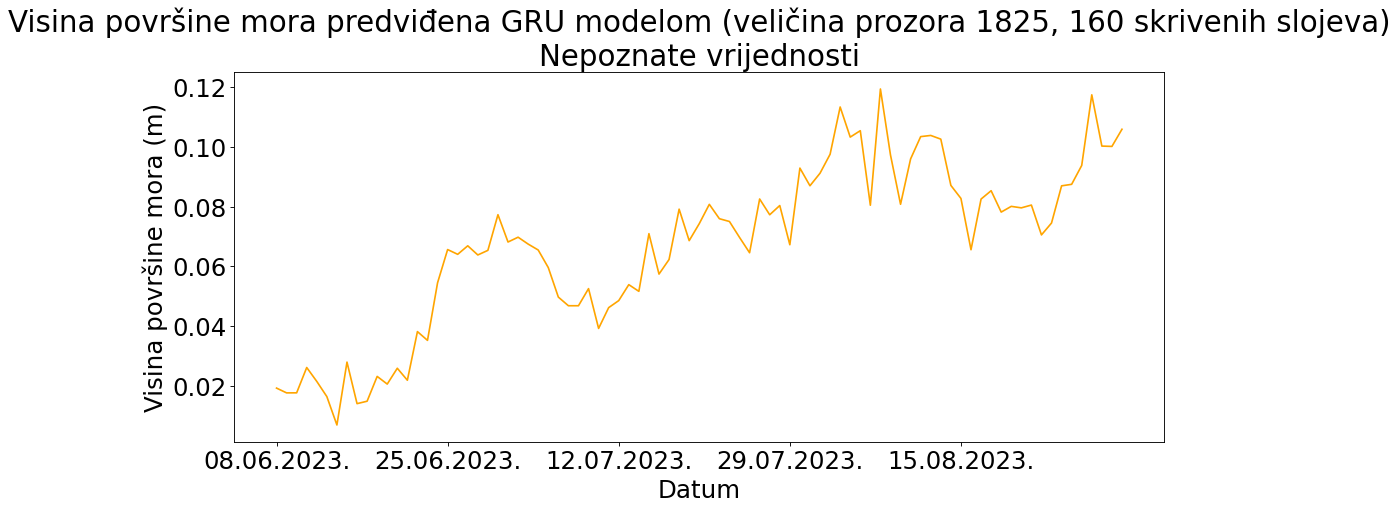 Visina površine mora predviđena GRU modelom (veličina prozora 1825, 160 skrivenih slojeva)
Nepoznate vrijednosti
Visina površine mora (m)
0.12
0.10
0.08
0.06
0.04
0.02
08.06.2023.
25.06.2023.
12.07.2023.
29.07.2023.
15.08.2023.
Datum